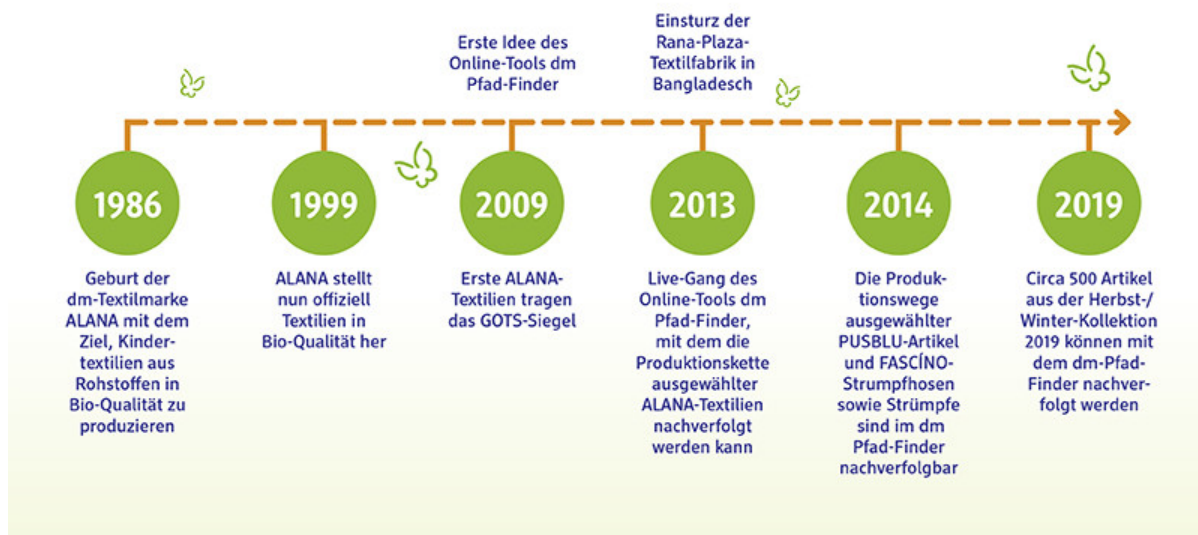 Erste Idee des
Online-Tools dm
Pfad-Finder
Einsturz der
Rana-Plaza-
Textilfabrik in
Bangladesch
1986
Geburt der
dm-Textilmarke
ALANA mit dem
Ziel, Kinder-
textilien aus
Rohstoffen in
Bio-Qualität zu
produzieren
1999
ALANA stellt
nun offiziell
Textilien in
Bio-Qualität her
2009
Erste ALANA-
Textilien tragen
das GOTS-Siegel
2013
Live-Gang des
Online-Tools dm
Pfad-Finder,
mit dem die
Produktionskette
ausgewählter
ALANA-Textilien
nachverfolgt
werden kann
2014
Die Produk-
tionswege
ausgewählter
PUSBLU-Artikel
und FASCÍNO-
Strumpfhosen
sowie Strümpfe
sind im dm
Pfad-Finder
nachverfolgbar
2019
Circa 500 Artikel
aus der Herbst-/
Winter-Kollektion
2019 können mit
dem dm-Pfad-
Finder nachver-
folgt werden